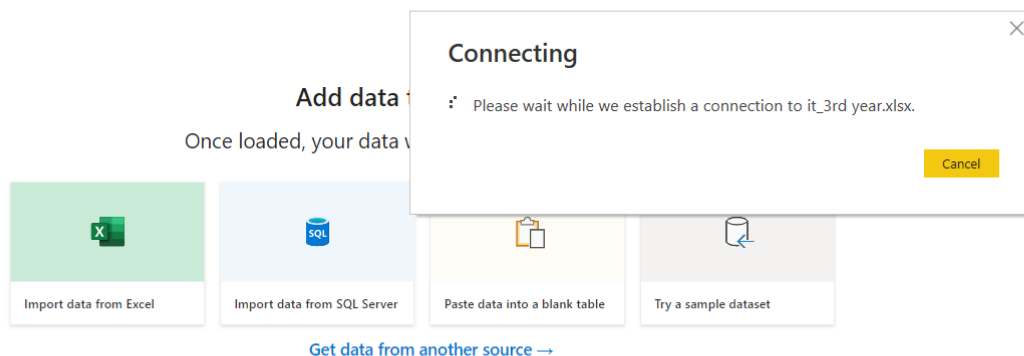 Connecting
Please wait while we establish a connection to it_3rd year.xlsx.
Cancel
Add data
Once loaded, your data
X
SQL
Import data from Excel
Import data from SQL Server
Paste data into a blank table
Try a sample dataset
Get data from another source →